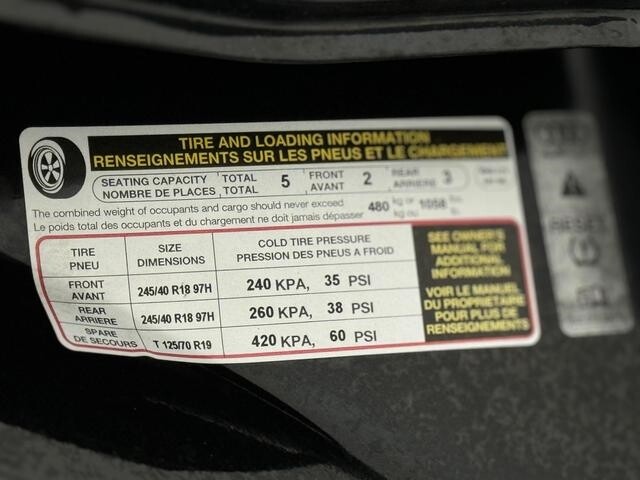 TIRE AND LOADING INFORMATION
RENSEIGNEMENTS SUR LES PNEUS ET LE CHARGEMENT
SEATING CAPACITY TOTAL 5 FRONT 2 REAR 3
NOMBRE DE PLACES TOTAL AVANT ARRIERE
The combined weight of occupants and cargo should never exceed 480 kg or 1058
Le poids total des occupants et du chargement ne doit jamais dépasser kg ou
TIRE SIZE COLD TIRE PRESSURE
PNEU DIMENSIONS PRESSION DES PNEUS A FROID
FRONT
AVANT 245/40 R18 97H 240 KPA, 35 PSI
REAR
ARRIERE 245/40 R18 97H 260 KPA, 38 PSI
SPARE
DE SECOURS T 125/70 R19 420 KPA, 60 PSI
SEE OWNER'S
MANUAL FOR
ADDITIONAL
INFORMATION
VOIR LE MANUEL
DU PROPRIETAIRE
POUR PLUS DE
RENSEIGNEMENTS
RESET